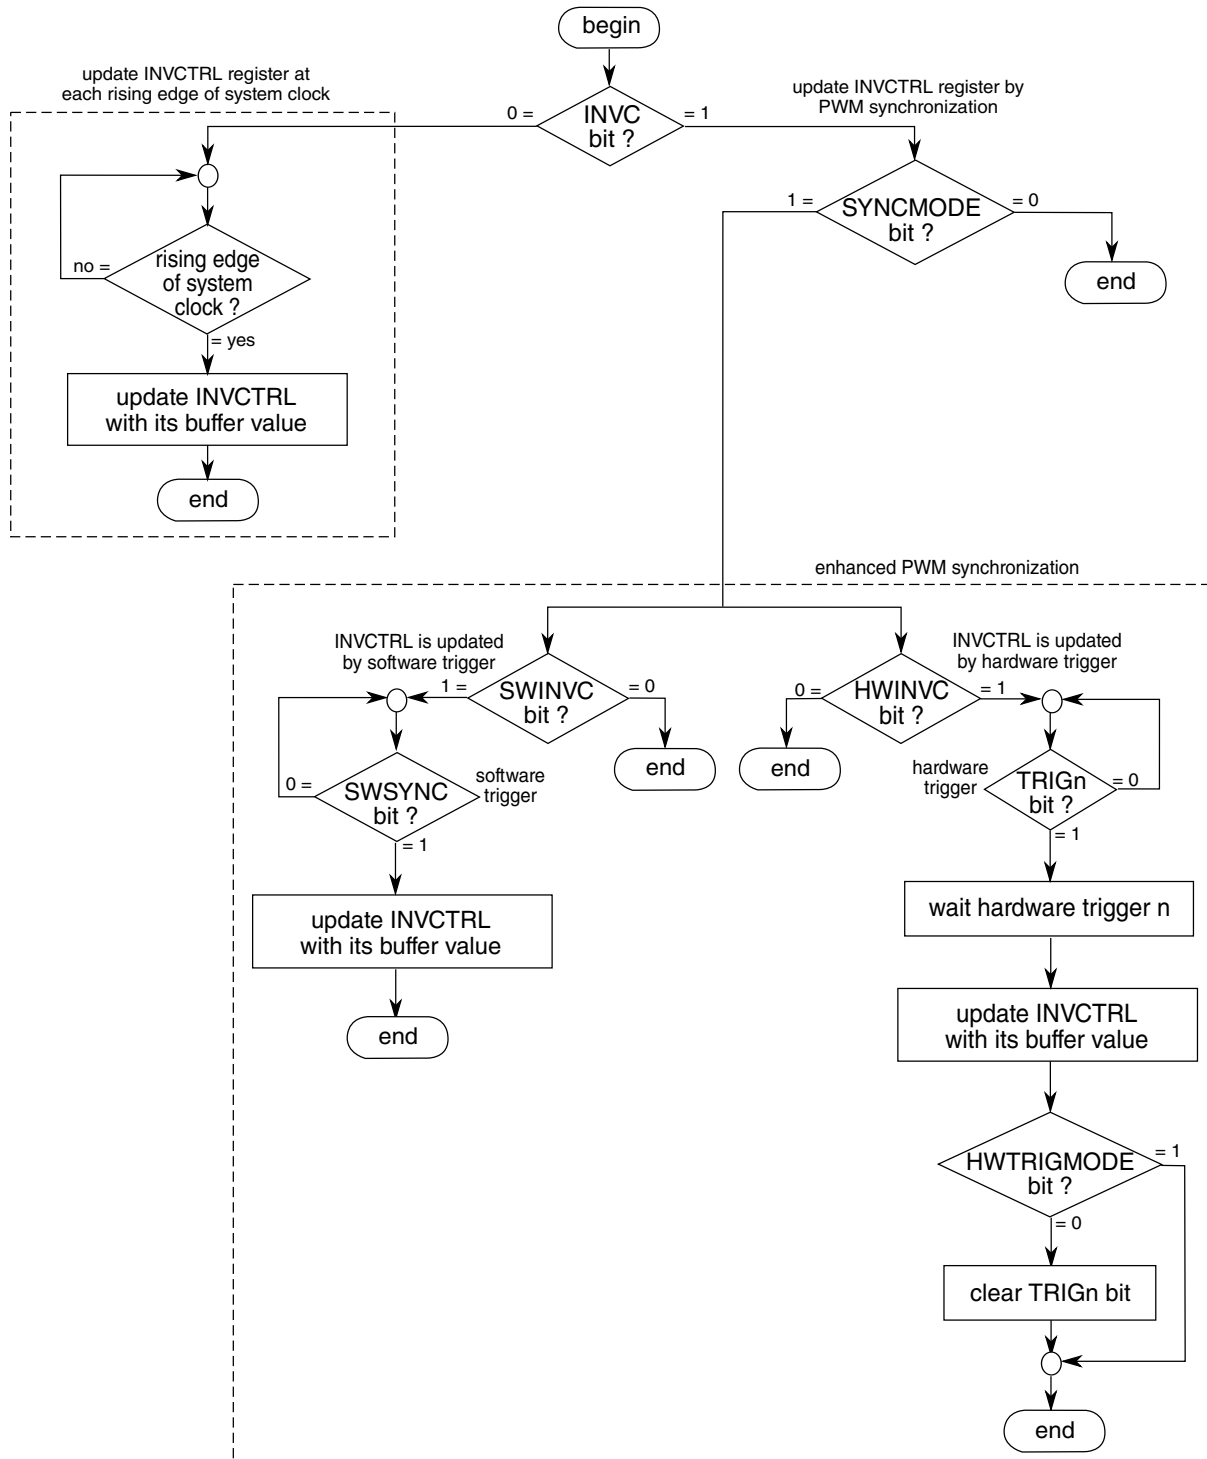 begin
update INVCTRL register at
each rising edge of system clock
update INVCTRL register by
PWM synchronization
0 =
INVC
bit ?
= 1
1 =
SYNCMODE
bit ?
= 0
end
no =
rising edge
of system
clock ?
= yes
update INVCTRL
with its buffer value
end
enhanced PWM synchronization
INVCTRL is updated
by software trigger
INVCTRL is updated
by hardware trigger
1 =
SWINVC
bit ?
= 0
0 =
HWINVC
bit ?
= 1
end
end
0 =
SWSYNC
bit ?
software
trigger
= 1
hardware
trigger
TRIGn
bit ?
= 0
= 1
update INVCTRL
with its buffer value
end
wait hardware trigger n
update INVCTRL
with its buffer value
HWTRIGMODE
bit ?
= 1
= 0
clear TRIGn bit
end